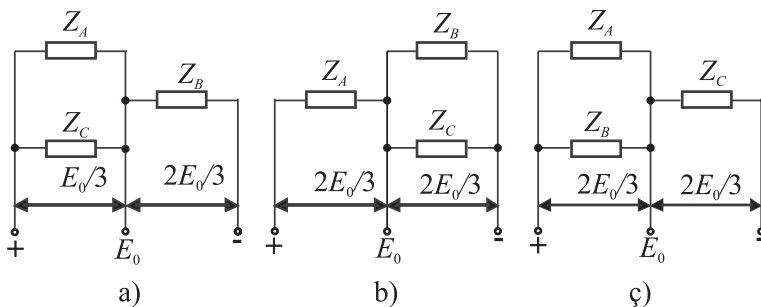 Z_A
Z_B
Z_C
E_0/3
2E_0/3
+
E_0
-
a)
Z_B
Z_A
Z_C
2E_0/3
2E_0/3
+
E_0
-
b)
Z_A
Z_C
Z_B
2E_0/3
2E_0/3
+
E_0
-
ç)